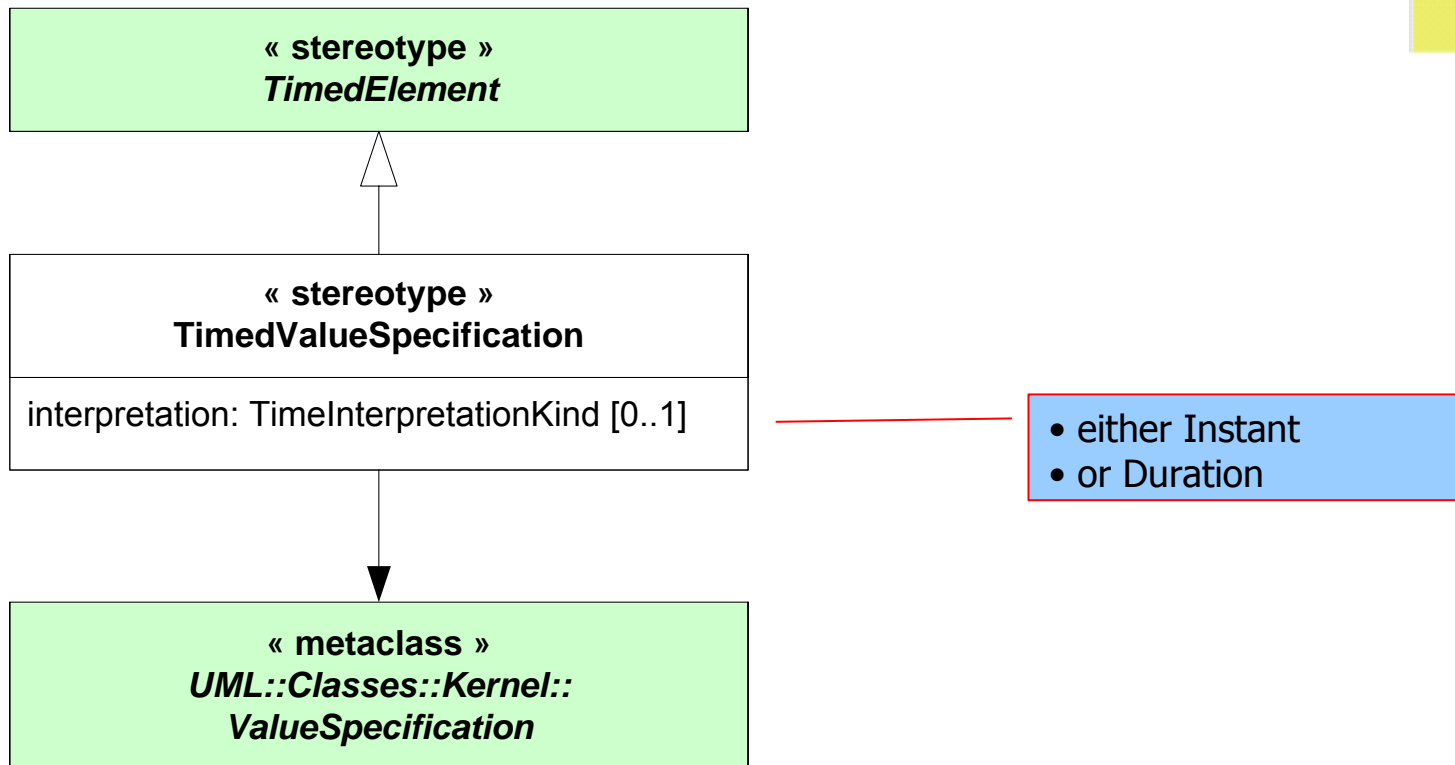 « stereotype »
TimedElement
« stereotype »
TimedValueSpecification
interpretation: TimeInterpretationKind [0..1]
• either Instant
• or Duration
« metaclass »
UML::Classes::Kernel::
ValueSpecification